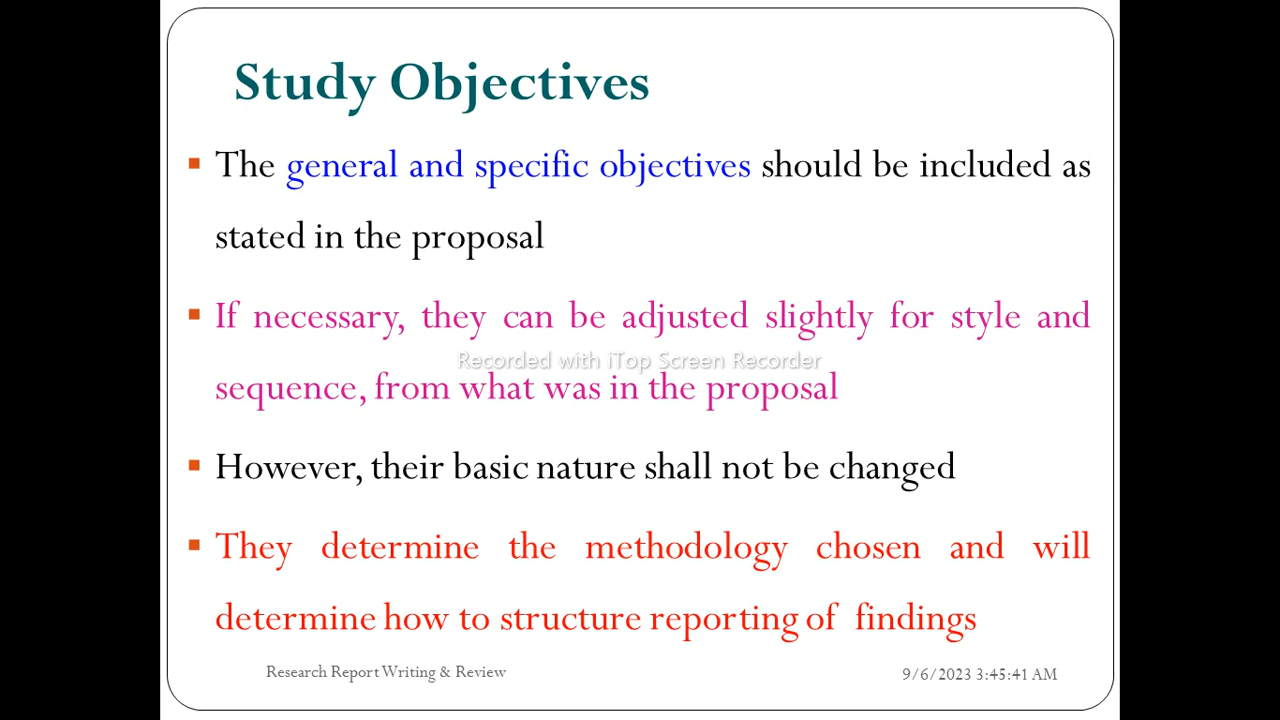 Study Objectives
The general and specific objectives should be included as
stated in the proposal
If necessary, they can be adjusted slightly for style and
Recorded with iTop Screen Recorder
sequence, from what was in the proposal
However, their basic nature shall not be changed
They determine the methodology chosen and will
determine how to structure reporting of findings
Research Report Writing & Review
9/6/2023 3:45:41 AM